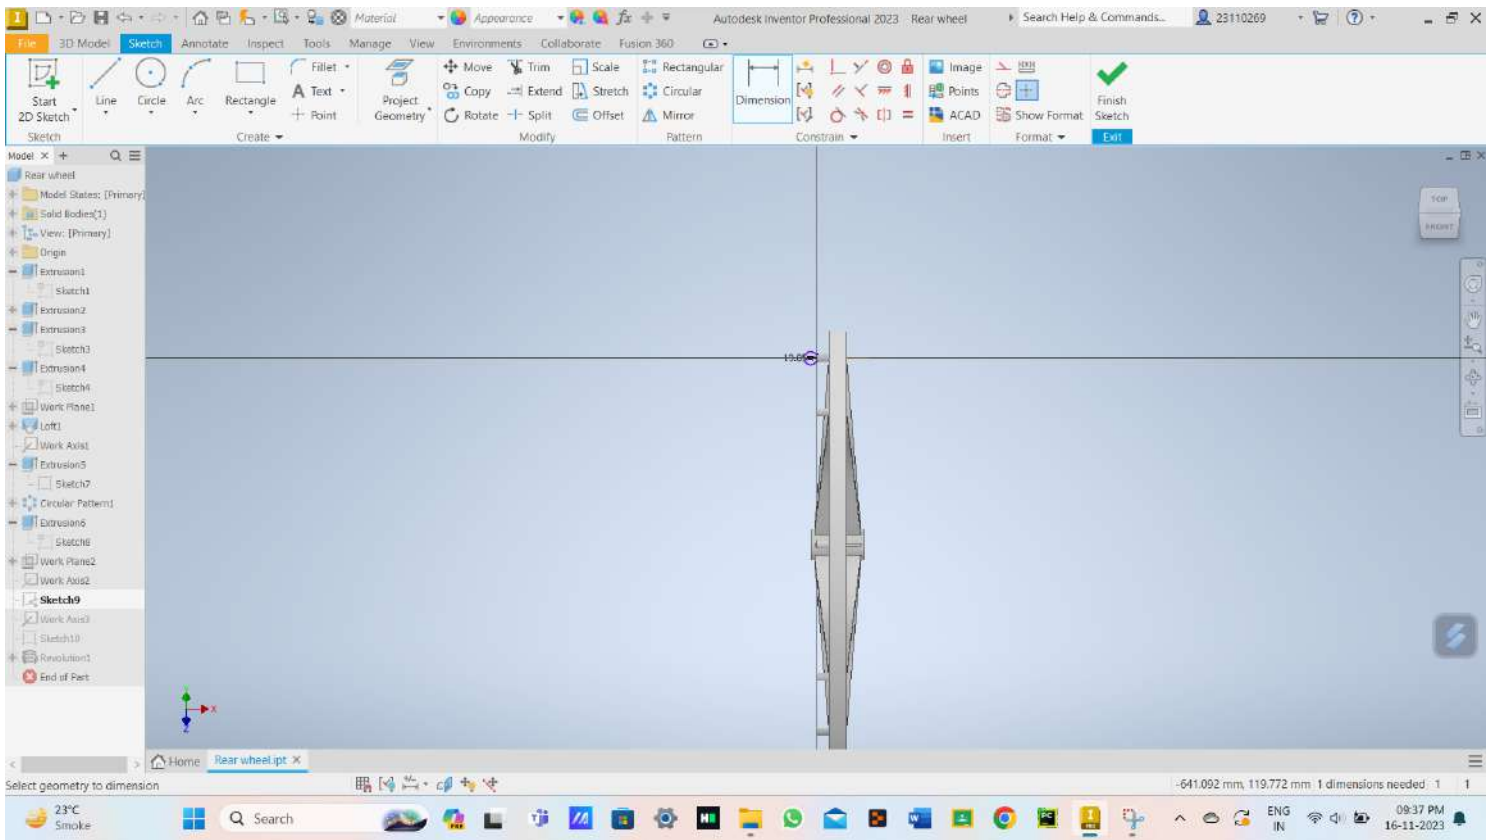 Material
Appearance
Autodesk Inventor Professional 2023 Rear wheel
Search Help & Commands...
23110269
File 3D Model Sketch Annotate Inspect Tools Manage View Environments Collaborate Fusion 360
Start
2D Sketch
Line Circle Arc Rectangle
Fillet
A Text
Point
Project
Geometry
Move Trim Scale
Copy Extend Stretch
Rotate Split Offset
Rectangular
Circular
Mirror
Dimension
Image
Points
ACAD
Show Format
Finish
Sketch
Sketch Create Modify Pattern Constrain Insert Format Exit
Model
Rear wheel
Model States: [Primary]
Solid Bodies(1)
View: [Primary]
Origin
Extrusion1
Sketch1
Extrusion2
Extrusion3
Sketch3
Extrusion4
Sketch4
Work Plane1
Loft1
Work Axis1
Extrusion5
Sketch7
Circular Pattern1
Extrusion6
Sketch8
Work Plane2
Work Axis2
Sketch9
Work Axis3
Sketch10
Revolution1
End of Part
TOP
FRONT
X
Z
Home Rear wheel.ipt
Select geometry to dimension
-641.092 mm, 119.772 mm 1 dimensions needed 1 1
23°C
Smoke
Search
ENG
IN
09:37 PM
16-11-2023